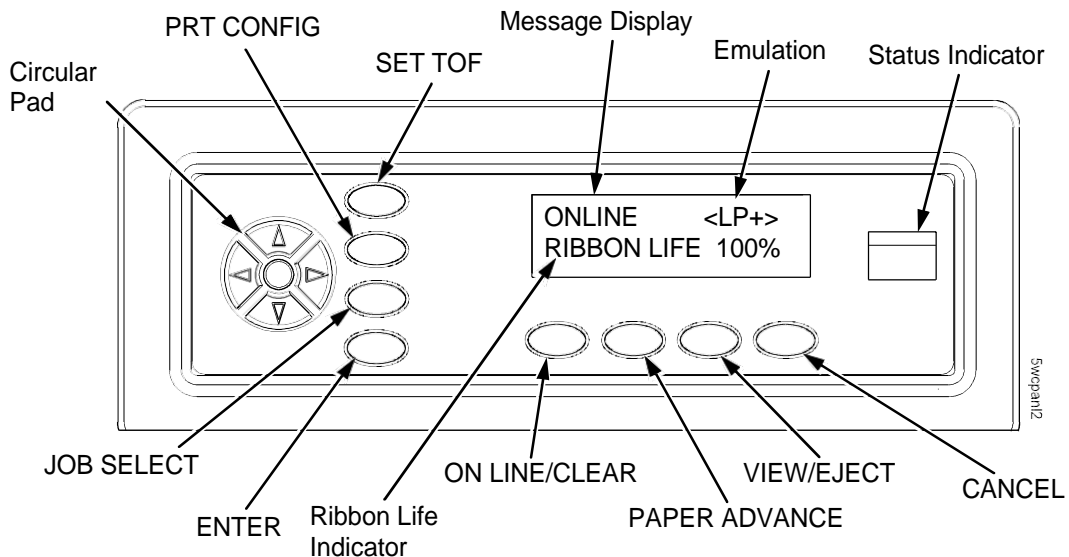 Message Display
PRT CONFIG
Emulation
SET TOF
Status Indicator
Circular
Pad
ONLINE <LP+>
RIBBON LIFE 100%
5wcpanl2
JOB SELECT
ON LINE/CLEAR
VIEW/EJECT
CANCEL
ENTER
Ribbon Life
Indicator
PAPER ADVANCE